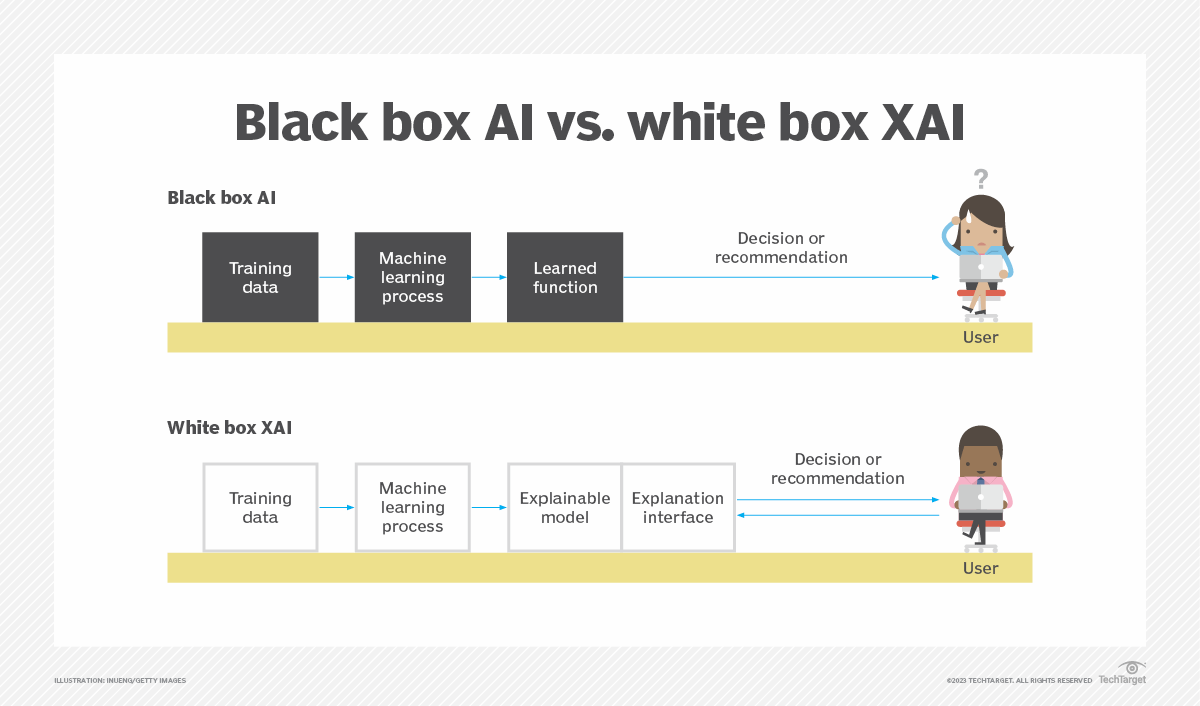 Black box AI vs. white box XAI
Black box AI
?
Training
data
Machine
learning
process
Learned
function
Decision or
recommendation
User
White box XAI
Training
data
Machine
learning
process
Explainable
model
Explanation
interface
Decision or
recommendation
User
ILLUSTRATION: INUENG/GETTY IMAGES
©2023 TECHTARGET. ALL RIGHTS RESERVED
TechTarget